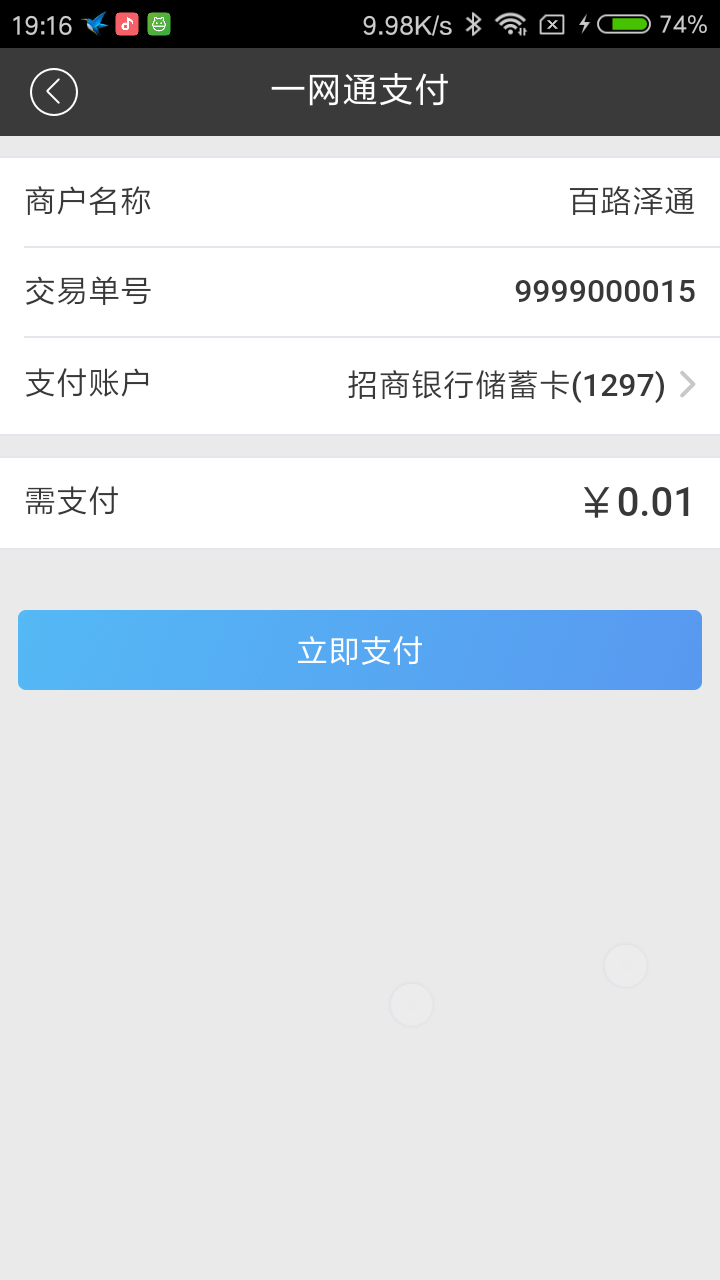 19:16 9.98K/s 74%
一网通支付
商户名称 百路泽通
交易单号 9999000015
支付账户 招商银行储蓄卡(1297)
需支付 ￥0.01
立即支付